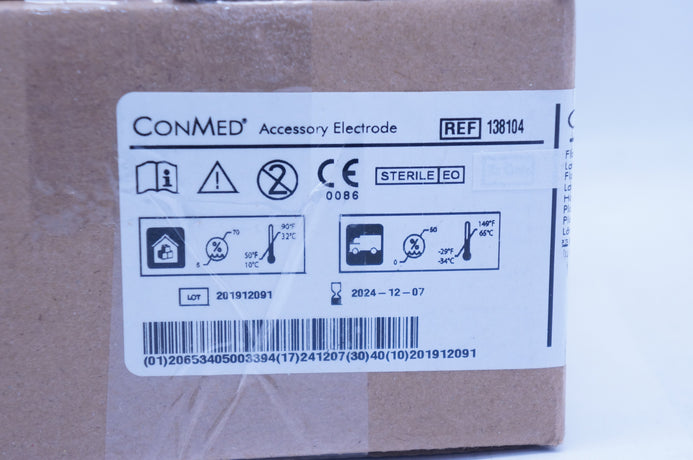 CONMED® Accessory Electrode REF 138104
i ! 2 CE 0086 STERILE EO
% 5 70 50°F 10°C 90°F 32°C
% 0 60 -29°F -34°C 149°F 65°C
LOT 201912091 2024-12-07
(01)20653405003394(17)241207(30)40(10)201912091